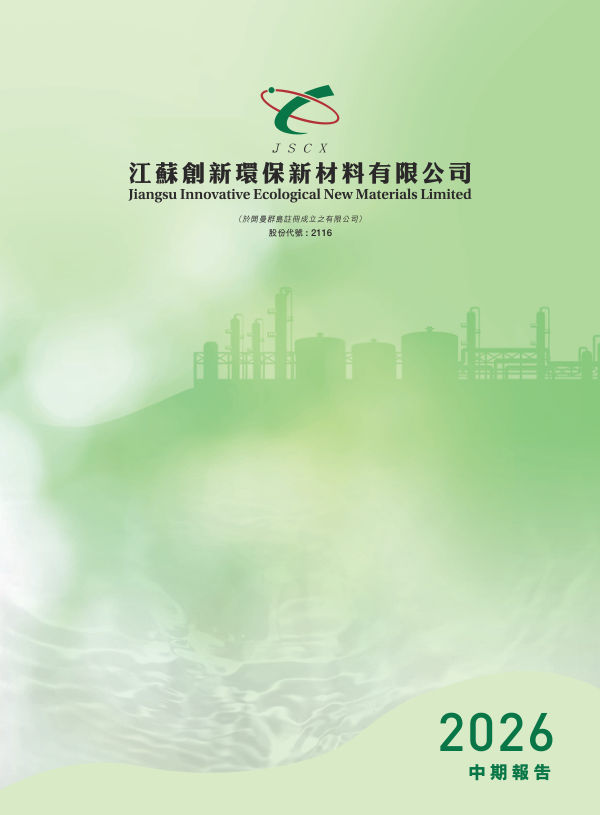 JSCX
江蘇創新環保新材料有限公司
Jiangsu Innovative Ecological New Materials Limited
（於開曼群島註冊成立之有限公司）
股份代號：2116
2026
中期報告